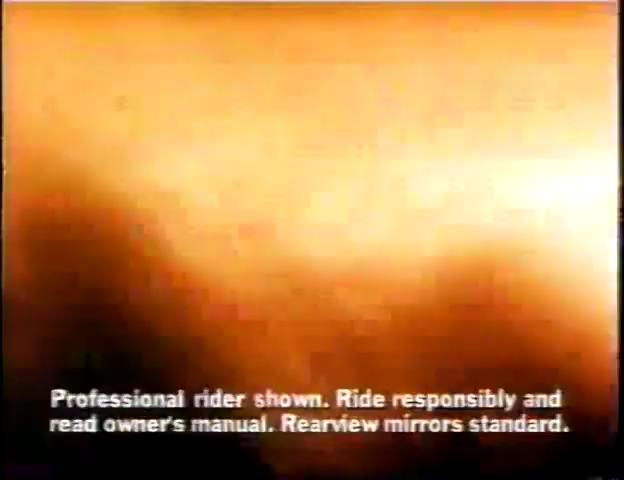 Professional rider shown. Ride responsibly and
read owner's manual. Rearview mirrors standard.